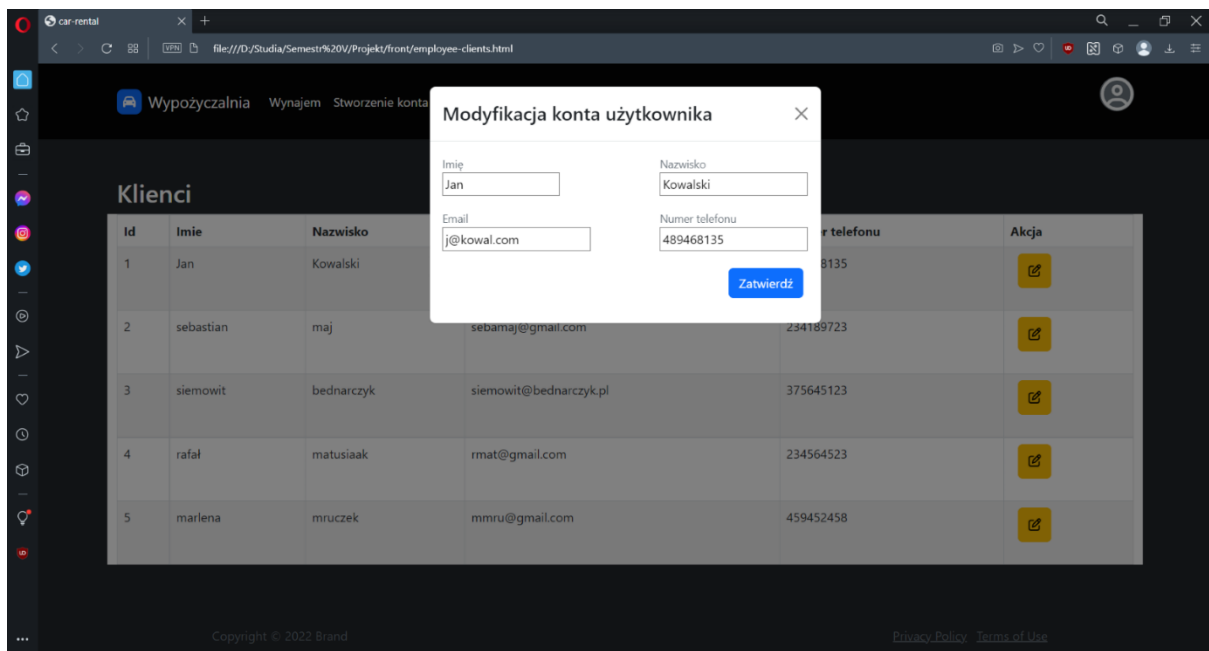 car-rental
VPN file:///D:/Studia/Semestr%20V/Projekt/front/employee-clients.html
Wypożyczalnia Wynajem Stworzenie konta
Modyfikacja konta użytkownika
Imię Nazwisko
Jan Kowalski
Email Numer telefonu
j@kowal.com 489468135
Zatwierdź
Klienci
Id Imie Nazwisko r telefonu Akcja
1 Jan Kowalski 8135
2 sebastian maj sebamaj@gmail.com 234189723
3 siemowit bednarczyk siemowit@bednarczyk.pl 375645123
4 rafał matusiaak rmat@gmail.com 234564523
5 marlena mruczek mmru@gmail.com 459452458
Copyright © 2022 Brand Privacy Policy Terms of Use